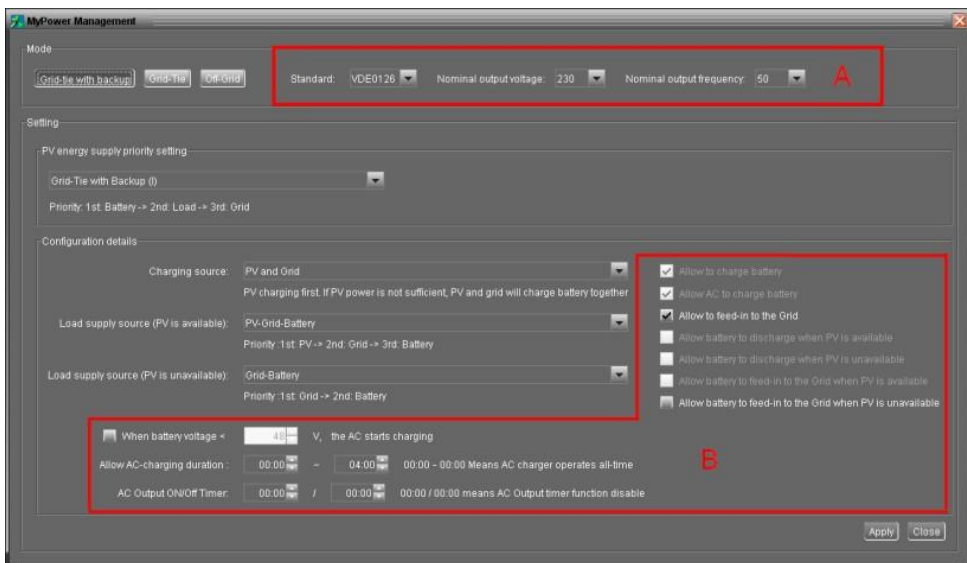 MyPower Management
Mode
Grid-tie with backup Grid-Tie Off-Grid Standard: VDE0126 Nominal output voltage: 230 Nominal output frequency: 50 A
Setting
PV energy supply priority setting
Grid-Tie with Backup (I)
Priority: 1st: Battery -> 2nd: Load -> 3rd: Grid
Configuration details
Charging source: PV and Grid
PV charging first. If PV power is not sufficient, PV and grid will charge battery together
Load supply source (PV is available): PV-Grid-Battery
Priority :1st: PV -> 2nd: Grid -> 3rd: Battery
Load supply source (PV is unavailable): Grid-Battery
Priority :1st: Grid -> 2nd: Battery
Allow to charge battery
Allow AC to charge battery
Allow to feed-in to the Grid
Allow battery to discharge when PV is available
Allow battery to discharge when PV is unavailable
Allow battery to feed-in to the Grid when PV is available
Allow battery to feed-in to the Grid when PV is unavailable
When battery voltage < 48 V, the AC starts charging
Allow AC-charging duration : 00:00 – 04:00 00:00 – 00:00 Means AC charger operates all-time
B
AC Output ON/Off Timer: 00:00 / 00:00 00:00 / 00:00 means AC Output timer function disable
Apply Close